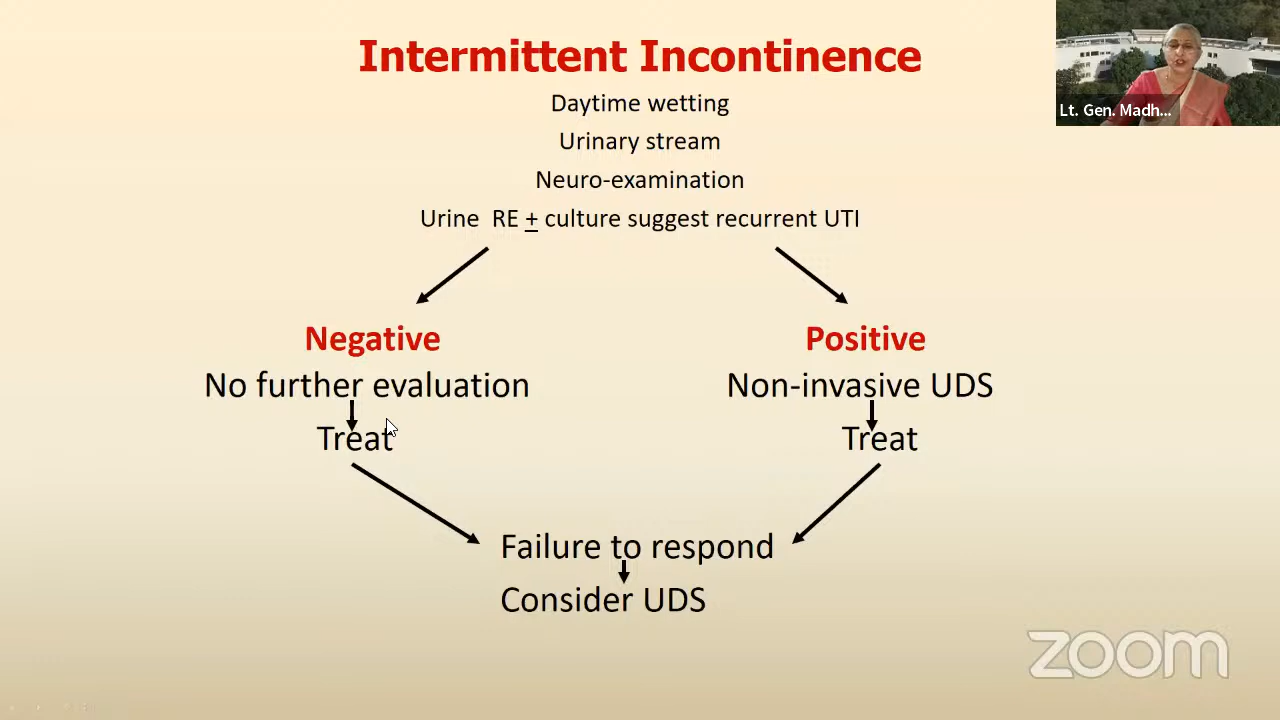 Intermittent Incontinence
Daytime wetting
Urinary stream
Neuro-examination
Urine RE ± culture suggest recurrent UTI
Negative
Positive
No further evaluation
Non-invasive UDS
Treat
Treat
Failure to respond
Consider UDS
Lt. Gen. Madh...
zoom